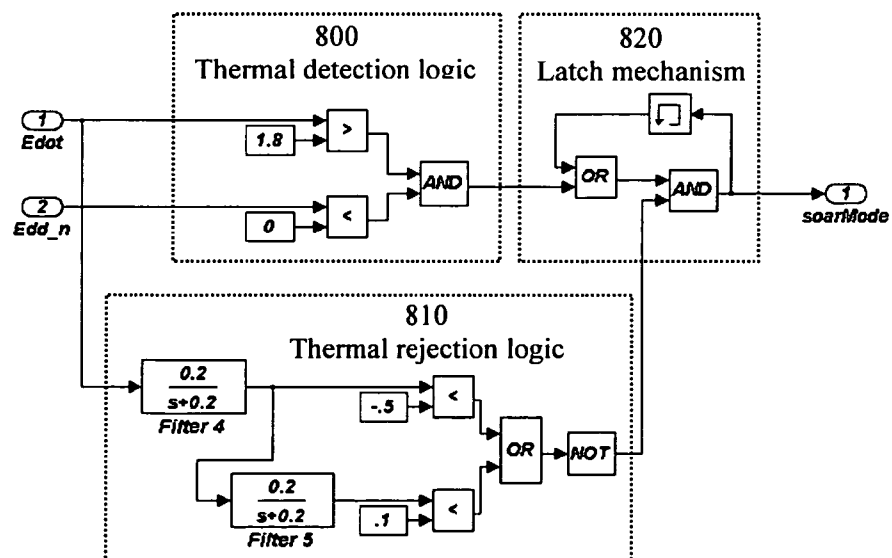 800
Thermal detection logic
820
Latch mechanism
1
Edot
1.8
>
AND
OR
AND
1
soarMode
2
Edd_n
0
<
810
Thermal rejection logic
0.2
s+0.2
Filter 4
-.5
<
OR
NOT
0.2
s+0.2
Filter 5
.1
<